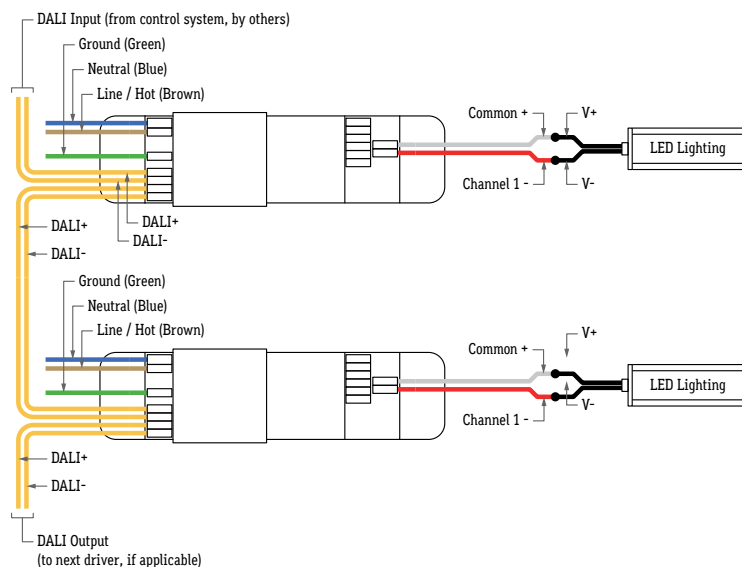 DALI Input (from control system, by others)
Ground (Green)
Neutral (Blue)
Line / Hot (Brown)
Common +
V+
LED Lighting
Channel 1 -
V-
DALI+
DALI-
DALI+
DALI-
Ground (Green)
Neutral (Blue)
Line / Hot (Brown)
Common +
V+
LED Lighting
V-
Channel 1 -
DALI+
DALI-
DALI Output
(to next driver, if applicable)